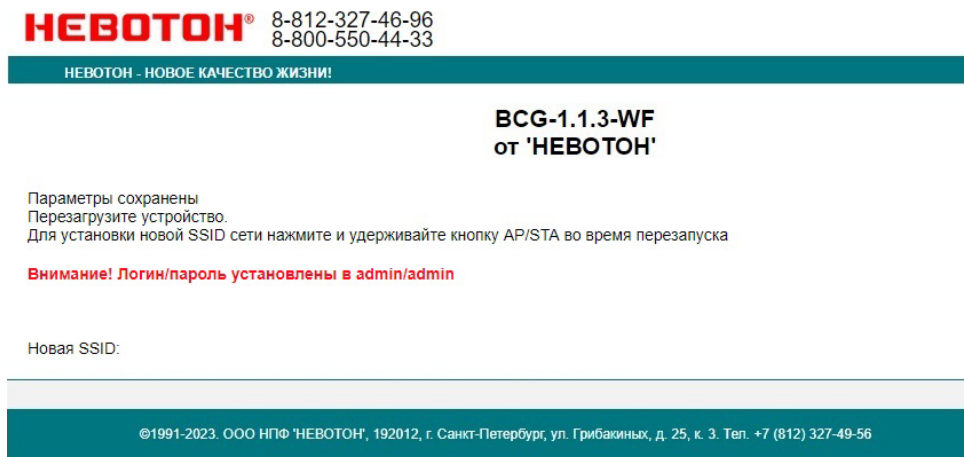 НЕВОТОН®
8-812-327-46-96
8-800-550-44-33
НЕВОТОН - НОВОЕ КАЧЕСТВО ЖИЗНИ!
BCG-1.1.3-WF
от 'НЕВОТОН'
Параметры сохранены
Перезагрузите устройство.
Для установки новой SSID сети нажмите и удерживайте кнопку AP/STA во время перезапуска
Внимание! Логин/пароль установлены в admin/admin
Новая SSID:
©1991-2023. ООО НПФ 'НЕВОТОН', 192012, г. Санкт-Петербург, ул. Грибакиных, д. 25, к. 3. Тел. +7 (812) 327-49-56